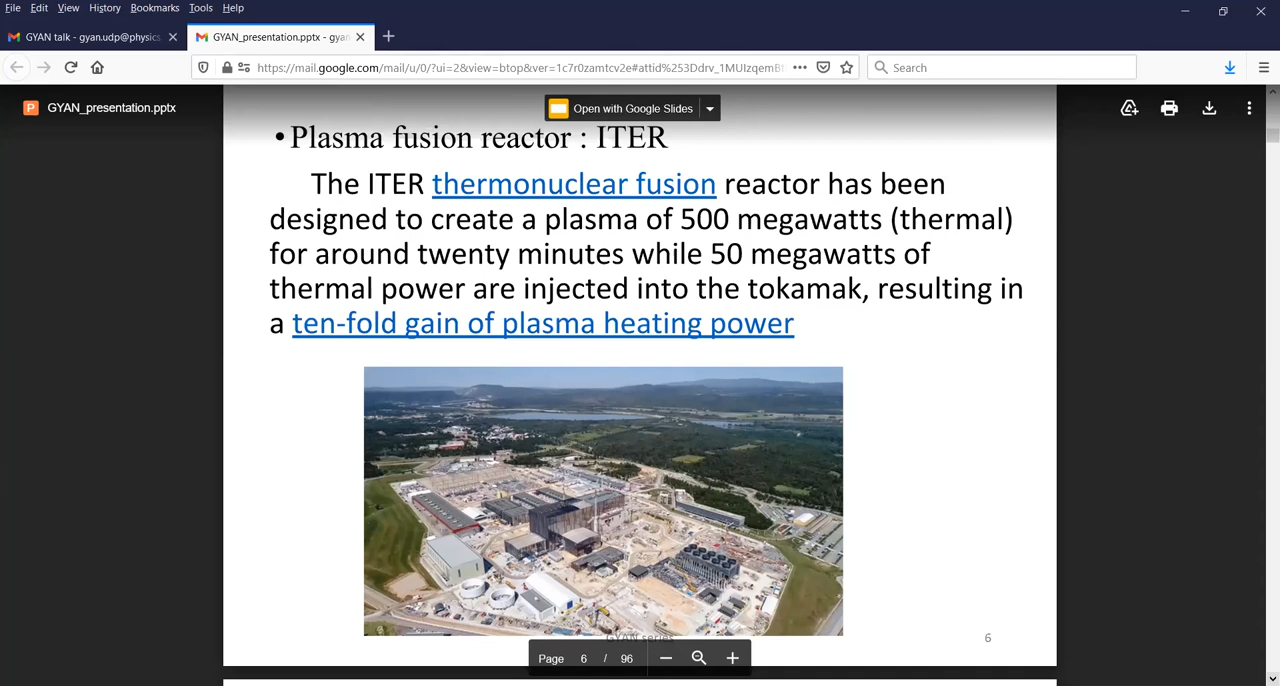 File Edit View History Bookmarks Tools Help
GYAN talk - gyan.udp@physics. GYAN_presentation.pptx - gyan
https://mail.google.com/mail/u/0/?ui=2&view=btop&ver=1c7r0zamtcv2e#attid%253Ddrv_1MUIzqemB Search
GYAN_presentation.pptx Open with Google Slides
•Plasma fusion reactor : ITER
The ITER thermonuclear fusion reactor has been
designed to create a plasma of 500 megawatts (thermal)
for around twenty minutes while 50 megawatts of
thermal power are injected into the tokamak, resulting in
a ten-fold gain of plasma heating power
GYAN series 6
Page 6 / 96